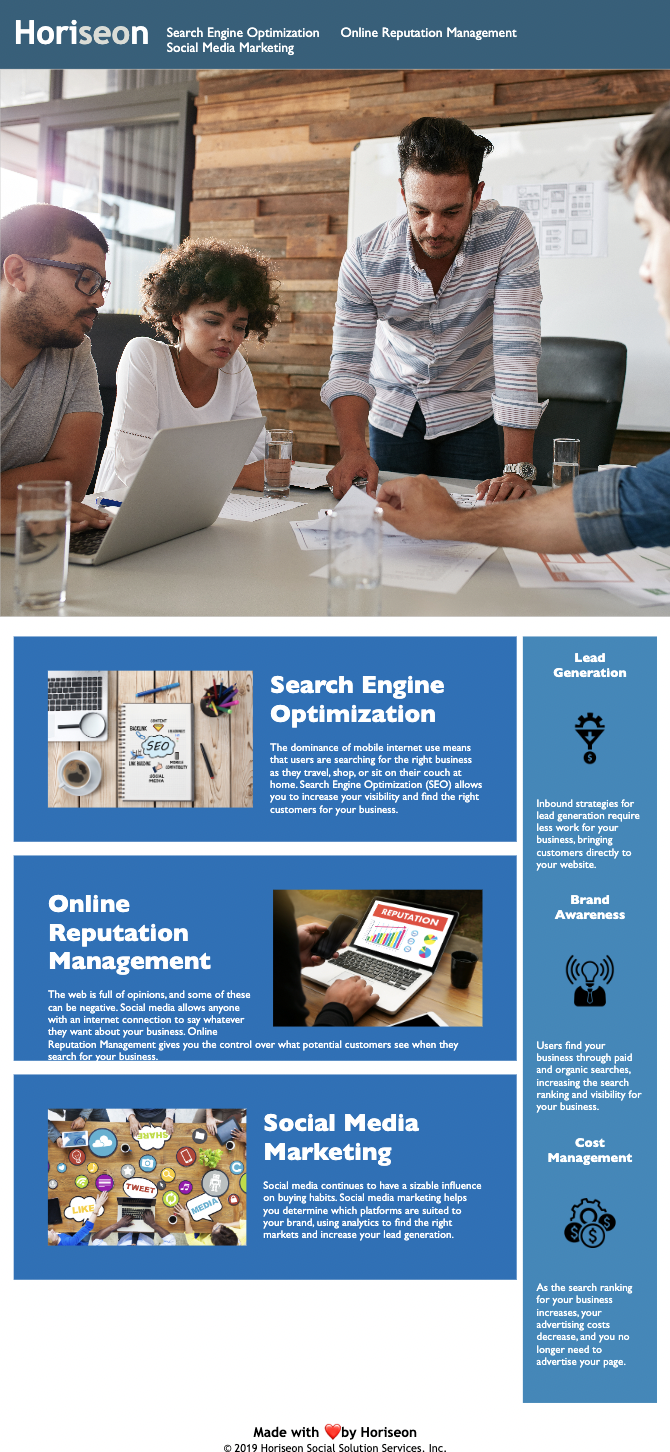 Horiseon
Search Engine Optimization
Online Reputation Management
Social Media Marketing
Search Engine
Optimization
The dominance of mobile internet use means
that users are searching for the right business
as they travel, shop, or sit on their couch at
home. Search Engine Optimization (SEO) allows
you to increase your visibility and find the right
customers for your business.
CONTENT
BACKLINK
SEO
LINK BUILDING
SOCIAL
MEDIA
Online
Reputation
Management
The web is full of opinions, and some of these
can be negative. Social media allows anyone
with an internet connection to say whatever
they want about your business. Online
Reputation Management gives you the control over what potential customers see when they
search for your business.
REPUTATION
Social Media
Marketing
Social media continues to have a sizable influence
on buying habits. Social media marketing helps
you determine which platforms are suited to
your brand, using analytics to find the right
markets and increase your lead generation.
SHARE
TWEET
LIKE
MEDIA
Lead
Generation
Inbound strategies for
lead generation require
less work for your
business, bringing
customers directly to
your website.
Brand
Awareness
Users find your
business through paid
and organic searches,
increasing the search
ranking and visibility for
your business.
Cost
Management
As the search ranking
for your business
increases, your
advertising costs
decrease, and you no
longer need to
advertise your page.
Made with ❤️by Horiseon
© 2019 Horiseon Social Solution Services, Inc.